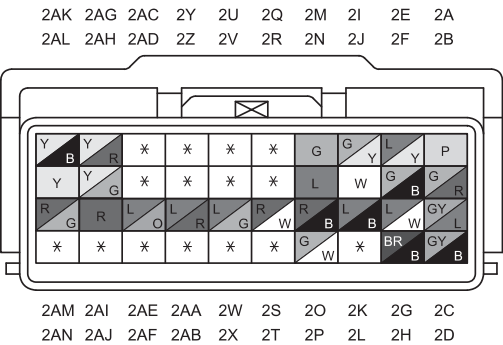 2AK 2AG 2AC 2Y 2U 2Q 2M 2I 2E 2A
2AL 2AH 2AD 2Z 2V 2R 2N 2J 2F 2B
Y B Y R * * * * G G Y L Y P
Y Y G * * * * L W G B G R
R G R L O L R L G R W R B L B L W GY L
* * * * * * G W * BR B GY B
2AM 2AI 2AE 2AA 2W 2S 2O 2K 2G 2C
2AN 2AJ 2AF 2AB 2X 2T 2P 2L 2H 2D